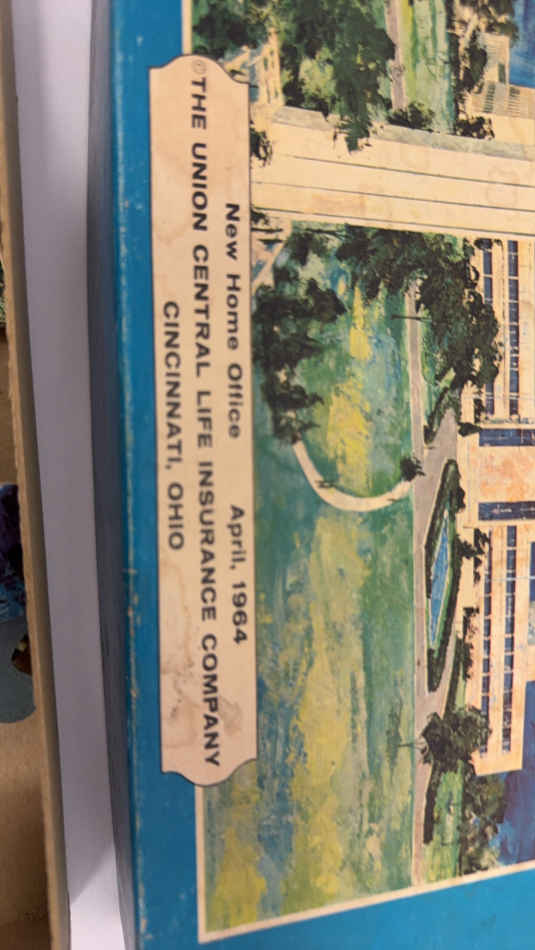 New Home Office April, 1964
©THE UNION CENTRAL LIFE INSURANCE COMPANY
CINCINNATI, OHIO